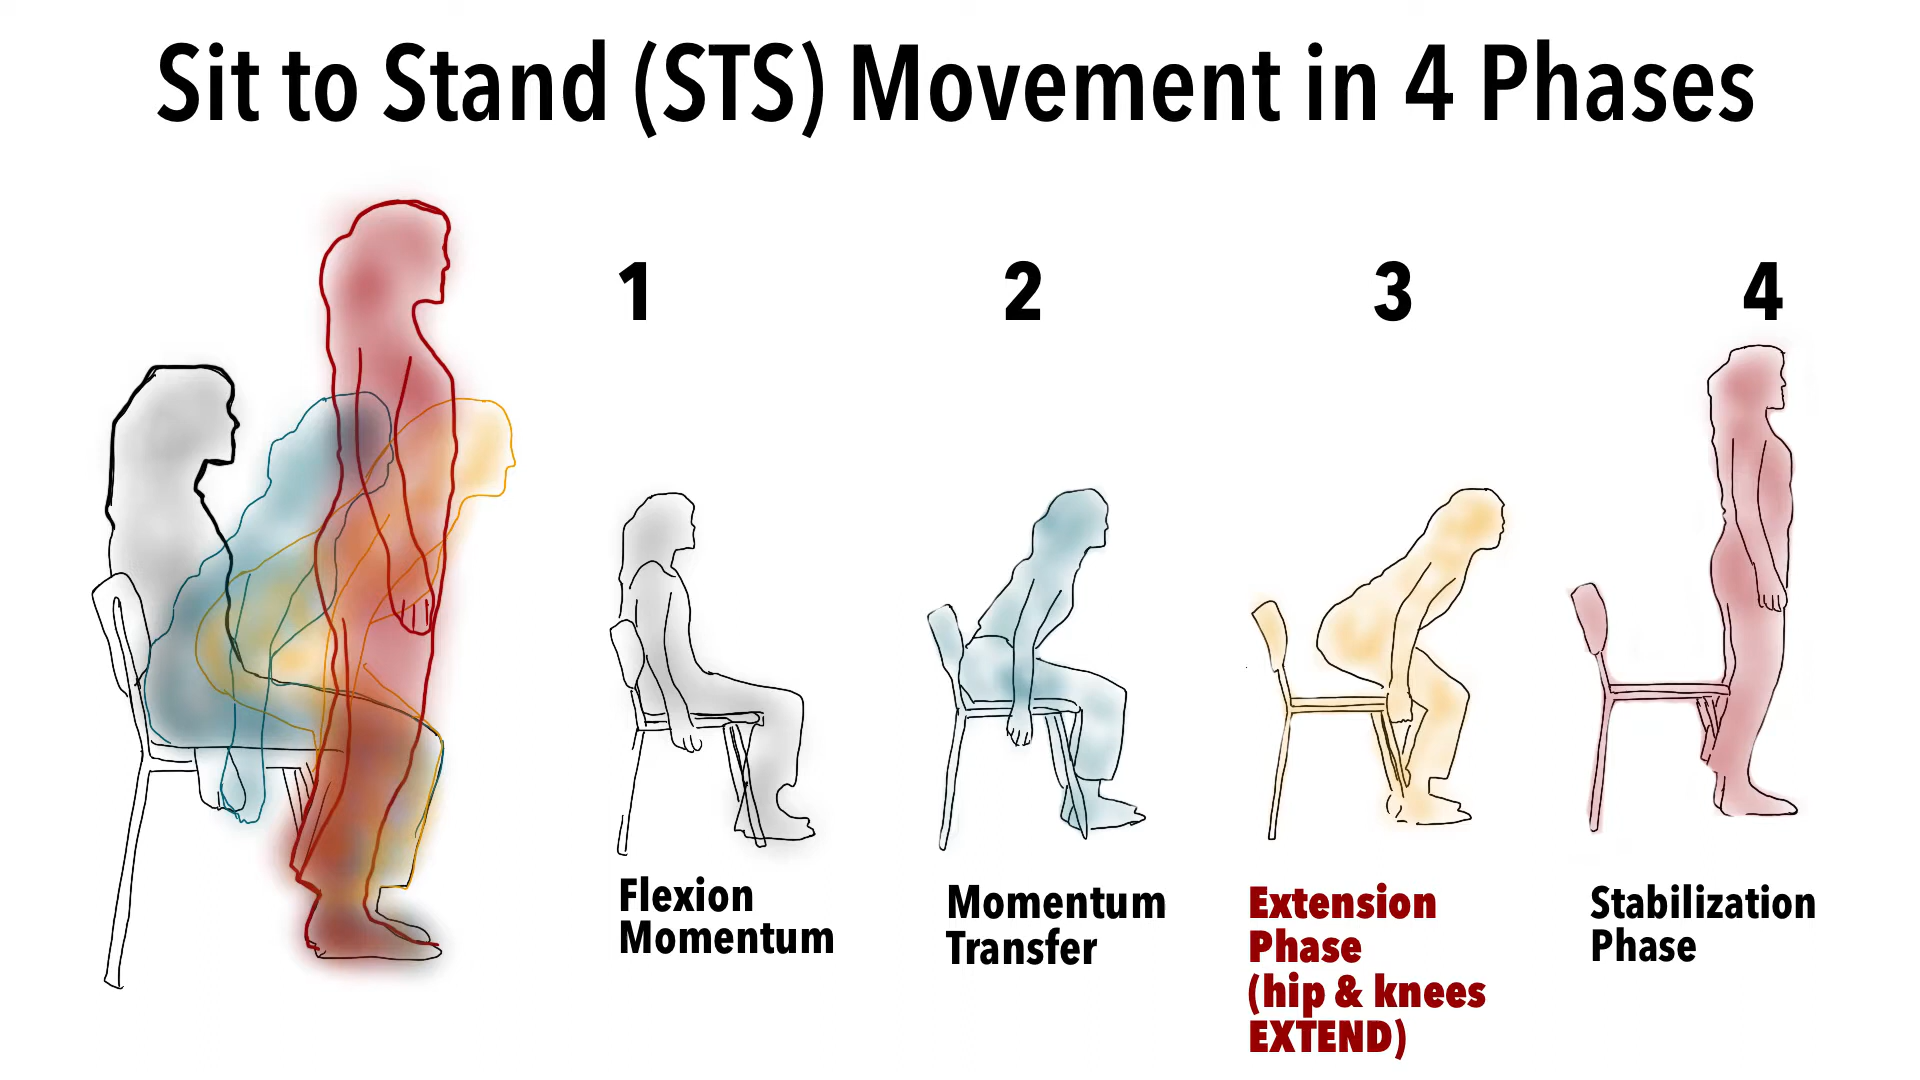 Sit to Stand (STS) Movement in 4 Phases
1
2
3
4
Flexion
Momentum
Momentum
Transfer
Extension
Phase
(hip & knees
EXTEND)
Stabilization
Phase